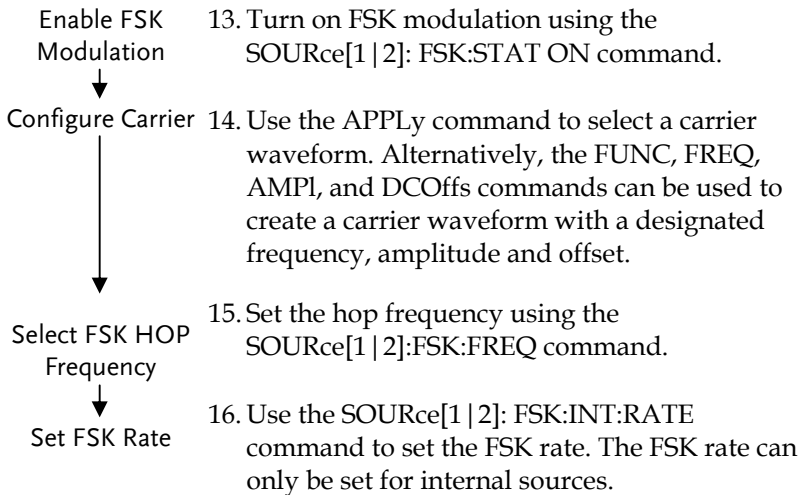 Enable FSK
Modulation
13. Turn on FSK modulation using the
SOURce[1|2]: FSK:STAT ON command.
Configure Carrier
14. Use the APPLy command to select a carrier
waveform. Alternatively, the FUNC, FREQ,
AMPl, and DCOffs commands can be used to
create a carrier waveform with a designated
frequency, amplitude and offset.
Select FSK HOP
Frequency
15. Set the hop frequency using the
SOURce[1|2]:FSK:FREQ command.
Set FSK Rate
16. Use the SOURce[1|2]: FSK:INT:RATE
command to set the FSK rate. The FSK rate can
only be set for internal sources.